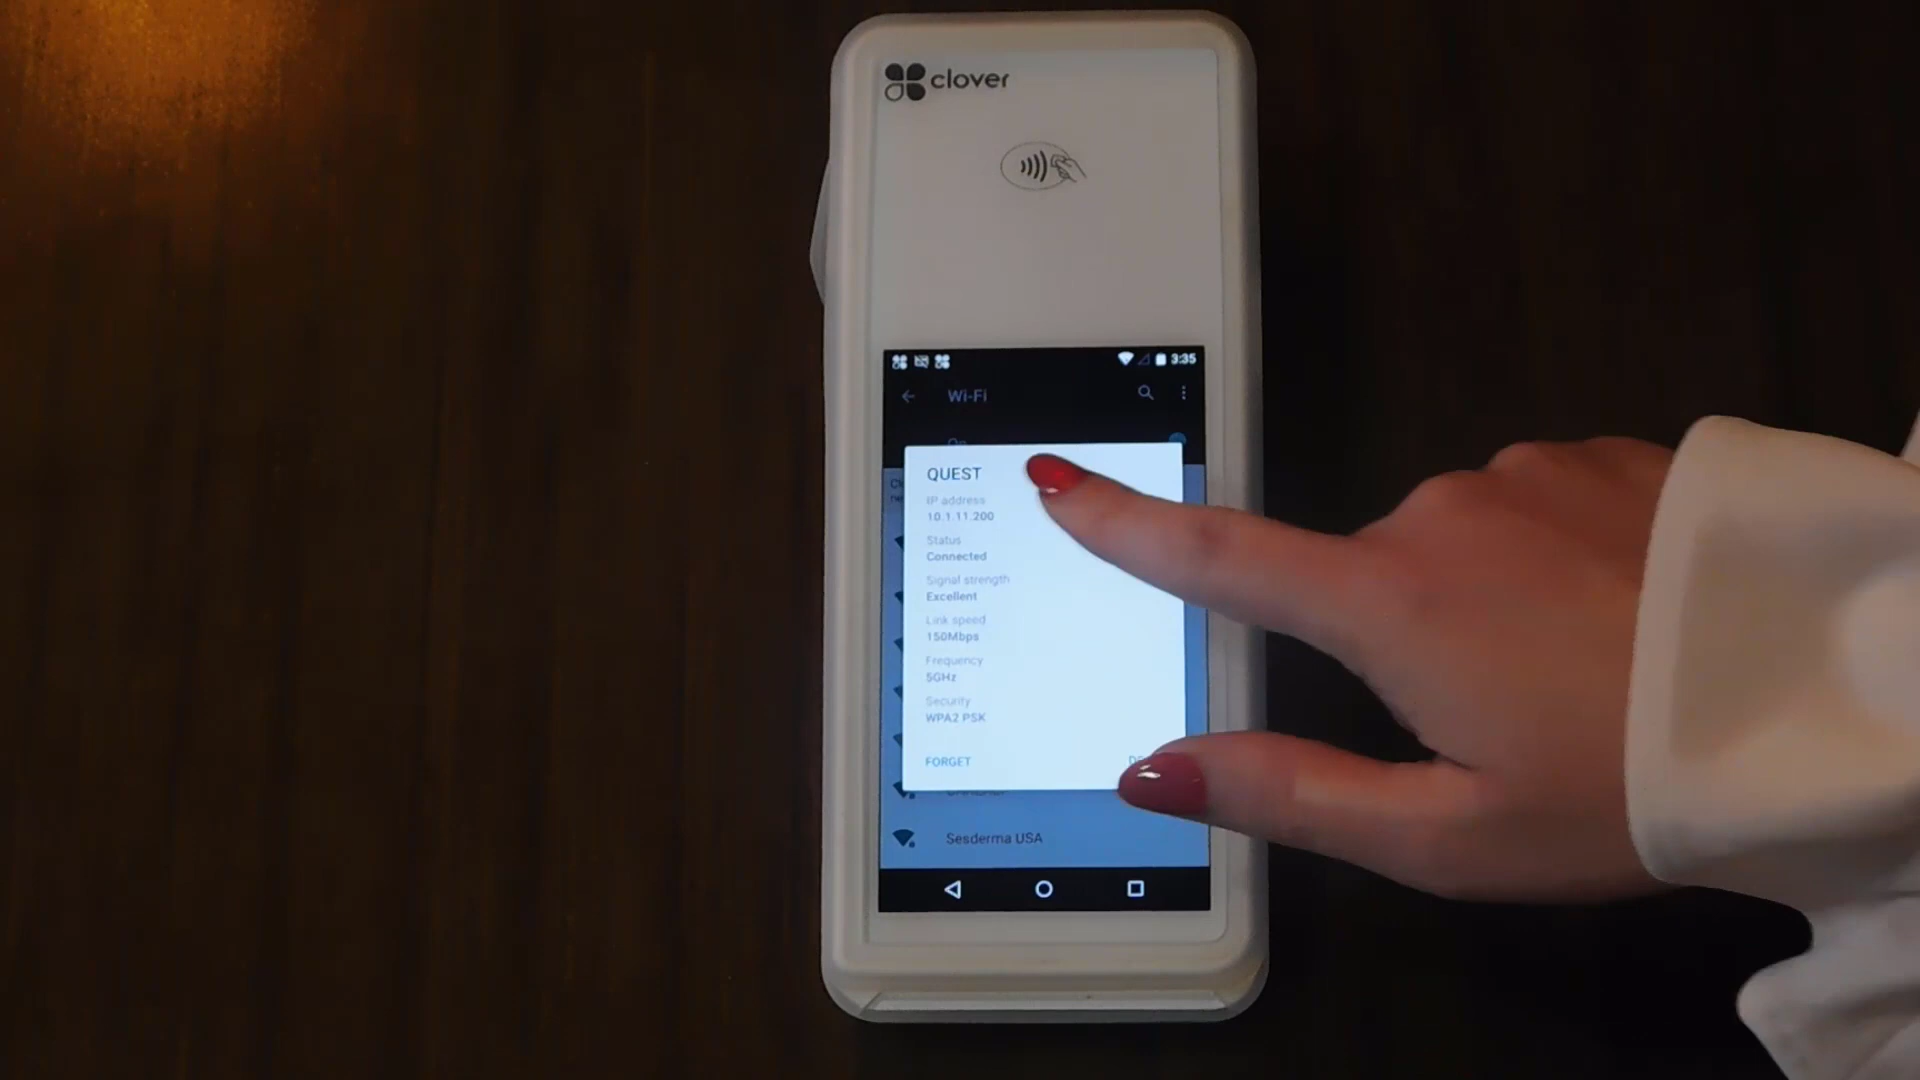 clover
3:35
Wi-Fi
On
QUEST
IP address
10.1.11.200
Status
Connected
Signal strength
Excellent
Link speed
150Mbps
Frequency
5GHz
Security
WPA2 PSK
FORGET
Sesderma USA